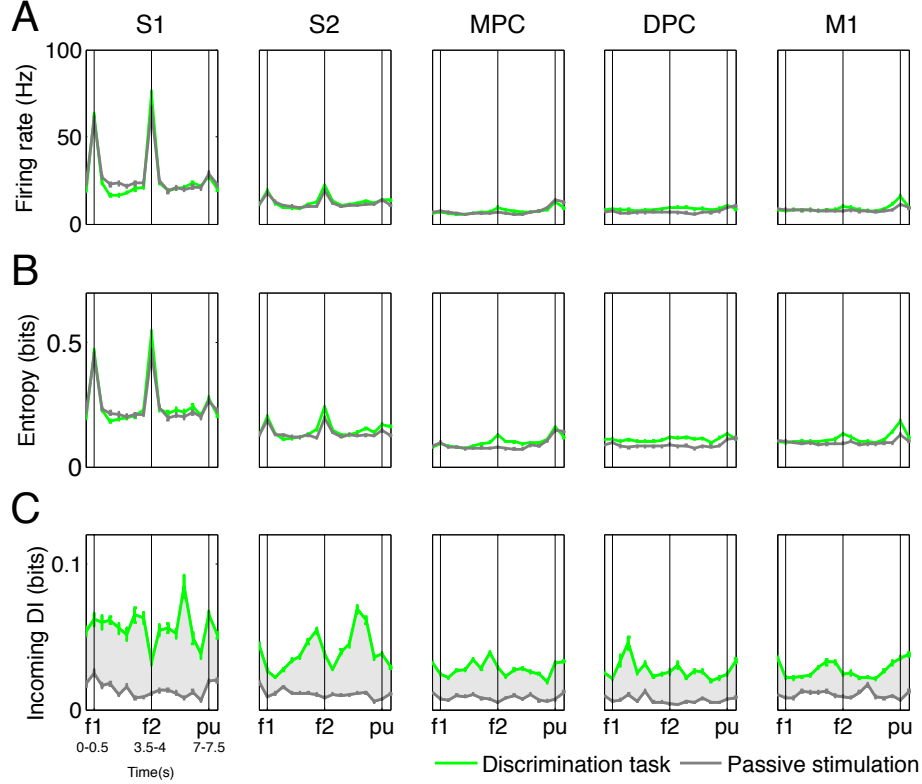 A
S1 S2 MPC DPC M1
Firing rate (Hz)
100
50
0
B
Entropy (bits)
0.5
0
C
Incoming DI (bits)
0.1
0
f1 f2 pu f1 f2 pu f1 f2 pu f1 f2 pu f1 f2 pu
0-0.5 3.5-4 7-7.5
Time(s)
Discrimination task Passive stimulation